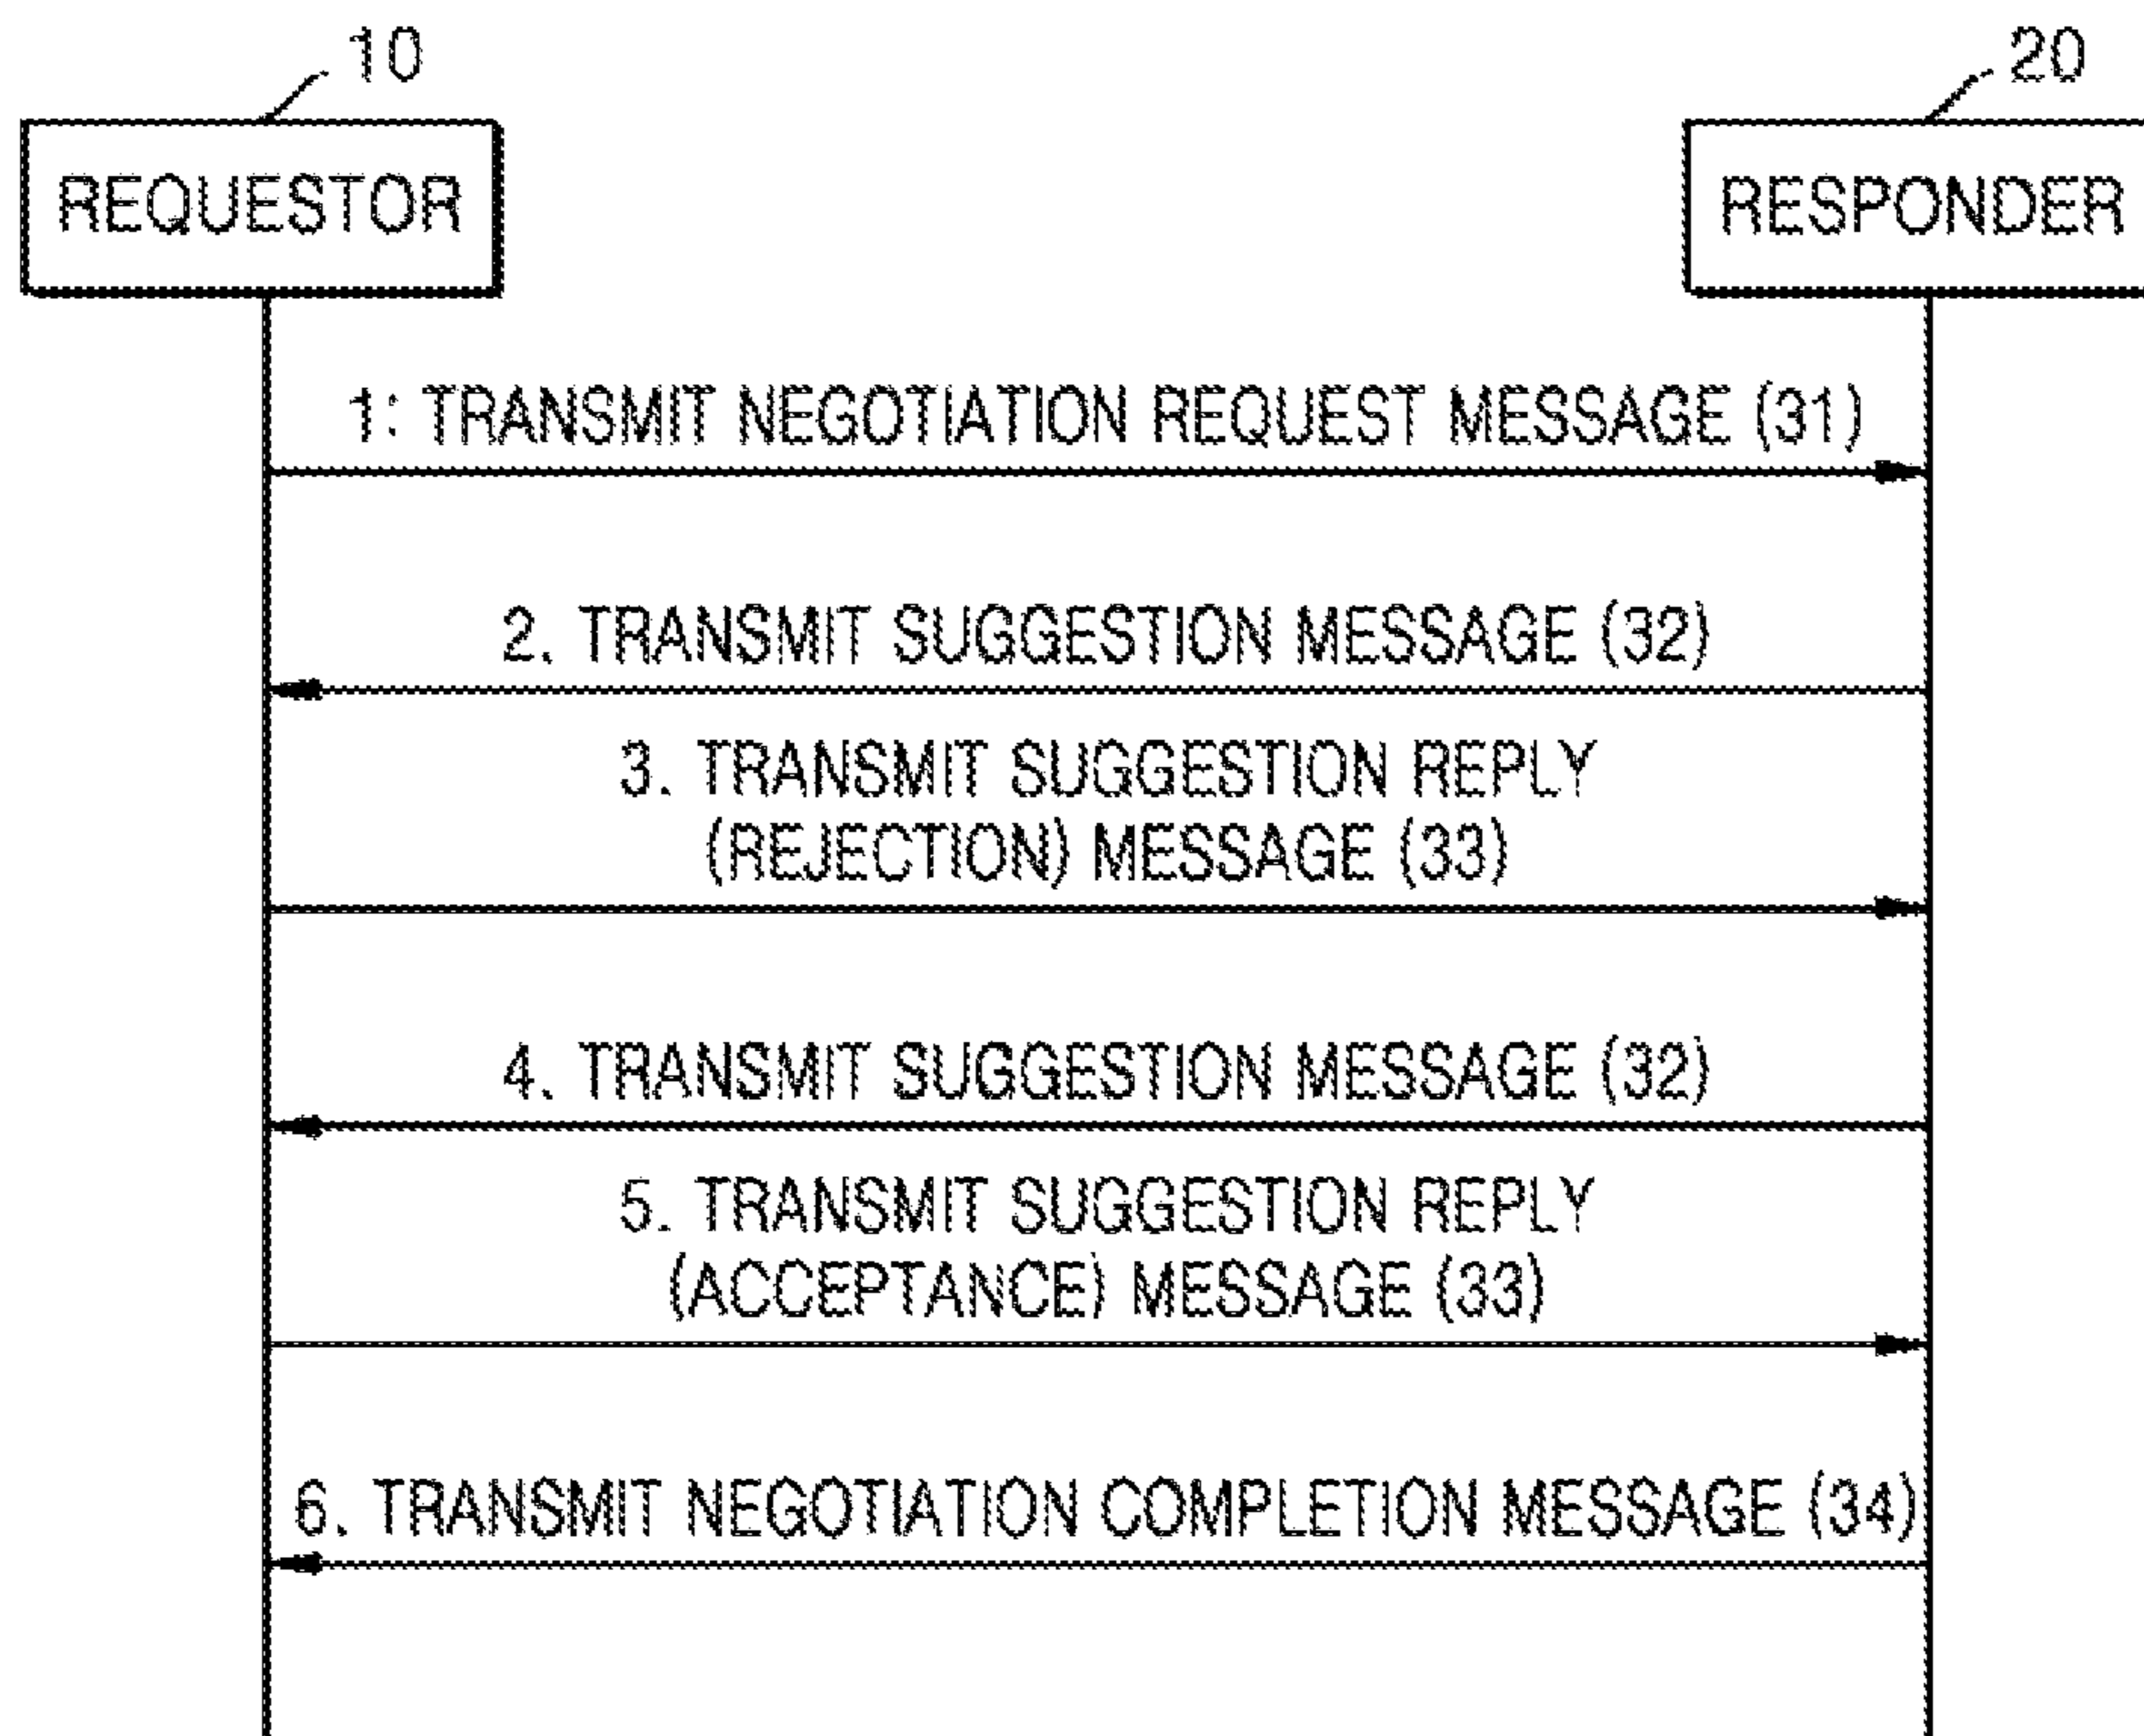 10
20
REQUESTOR
RESPONDER
1: TRANSMIT NEGOTIATION REQUEST MESSAGE (31)
2. TRANSMIT SUGGESTION MESSAGE (32)
3. TRANSMIT SUGGESTION REPLY
(REJECTION) MESSAGE (33)
4. TRANSMIT SUGGESTION MESSAGE (32)
5. TRANSMIT SUGGESTION REPLY
(ACCEPTANCE) MESSAGE (33)
6. TRANSMIT NEGOTIATION COMPLETION MESSAGE (34)